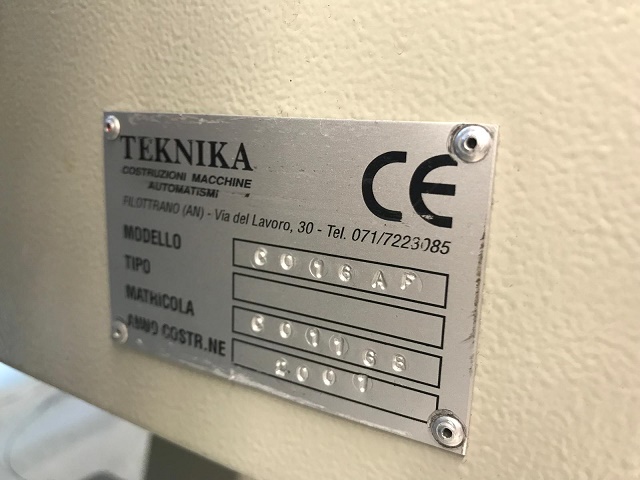 TEKNIKA
COSTRUZIONI MACCHINE
AUTOMATISMI
CE
FILOTTRANO (AN) - Via del Lavoro, 30 - Tel. 071/7223085
MODELLO
TIPO
MATRICOLA
ANNO COSTR.NE 2001